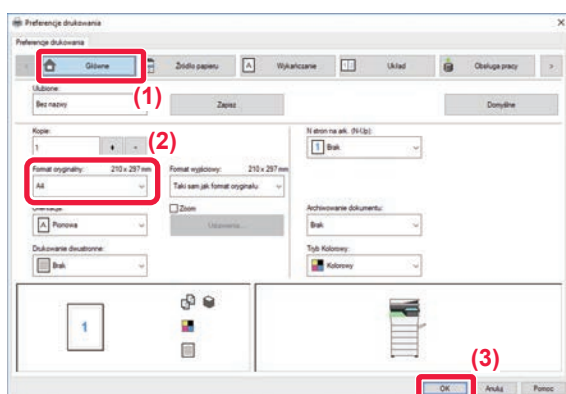 Preferencje drukowania
Preferencje drukowania
Główne
Źródło papieru
A
Wykańczanie
Układ
Obsługa pracy
Ulubione:
(1)
Bez nazwy
Zapisz
Domyślne
Kopie:
(2)
N stron na ark. (N-Up):
1
+
-
1
Brak
Format oryginalny:
210 x 297 mm
Format wyjściowy:
210 x 297 mm
A4
Taki sam jak format oryginału
Orientacja:
Zoom
Archiwowanie dokumentu:
A
Pionowa
Ustawienia...
Brak
Drukowanie dwustronne:
Tryb Kolorowy:
Brak
Kolorowy
1
(3)
OK
Anuluj
Pomoc